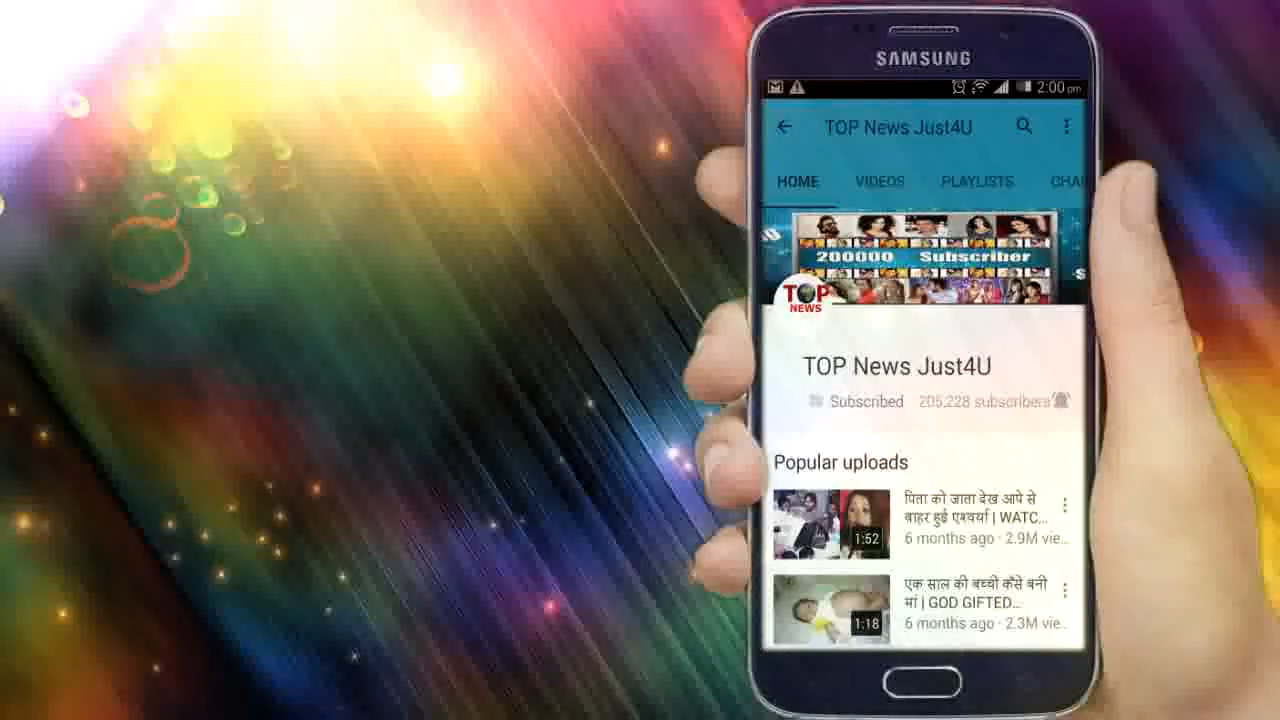 SAMSUNG
2:00 pm
TOP News Just4U
HOME VIDEOS PLAYLISTS CHA
200000 Subscriber
TOP
NEWS
TOP News Just4U
Subscribed 205,228 subscribers
Popular uploads
पिता को जाता देख आपे से
बाहर हुई एश्वर्या | WATC...
1:52
6 months ago · 2.9M vie..
एक साल की बच्ची कैसे बनी
मां | GOD GIFTED...
1:18
6 months ago · 2.3M vie..